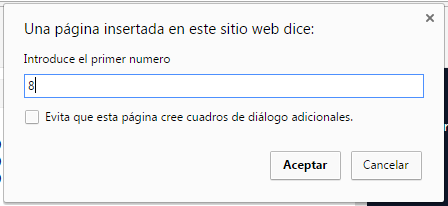 Una página insertada en este sitio web dice:
Introduce el primer numero
8
Evita que esta página cree cuadros de diálogo adicionales.
Aceptar Cancelar